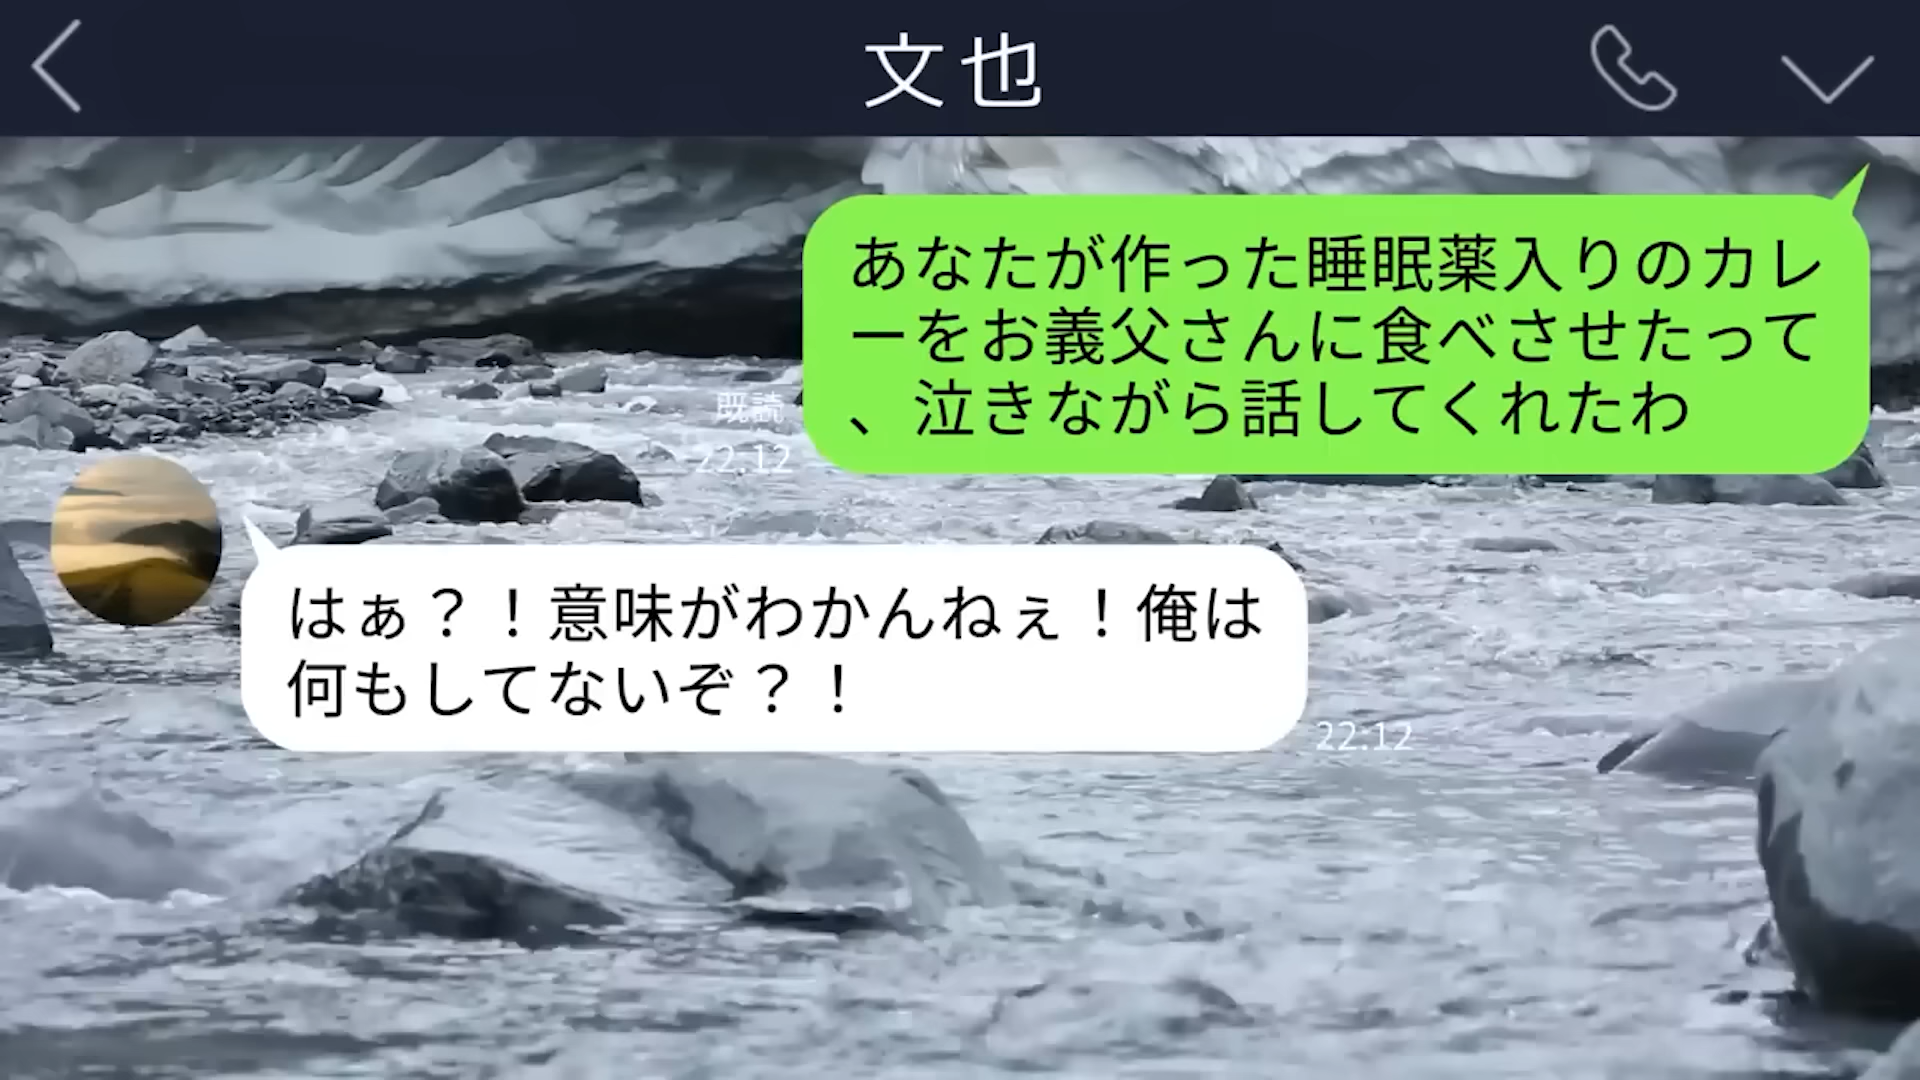 文也
あなたが作った睡眠薬入りのカレ
ーをお義父さんに食べさせたって
、泣きながら話してくれたわ
既読
22:12
はぁ？！意味がわかんねぇ！俺は
何もしてないぞ？！
22:12